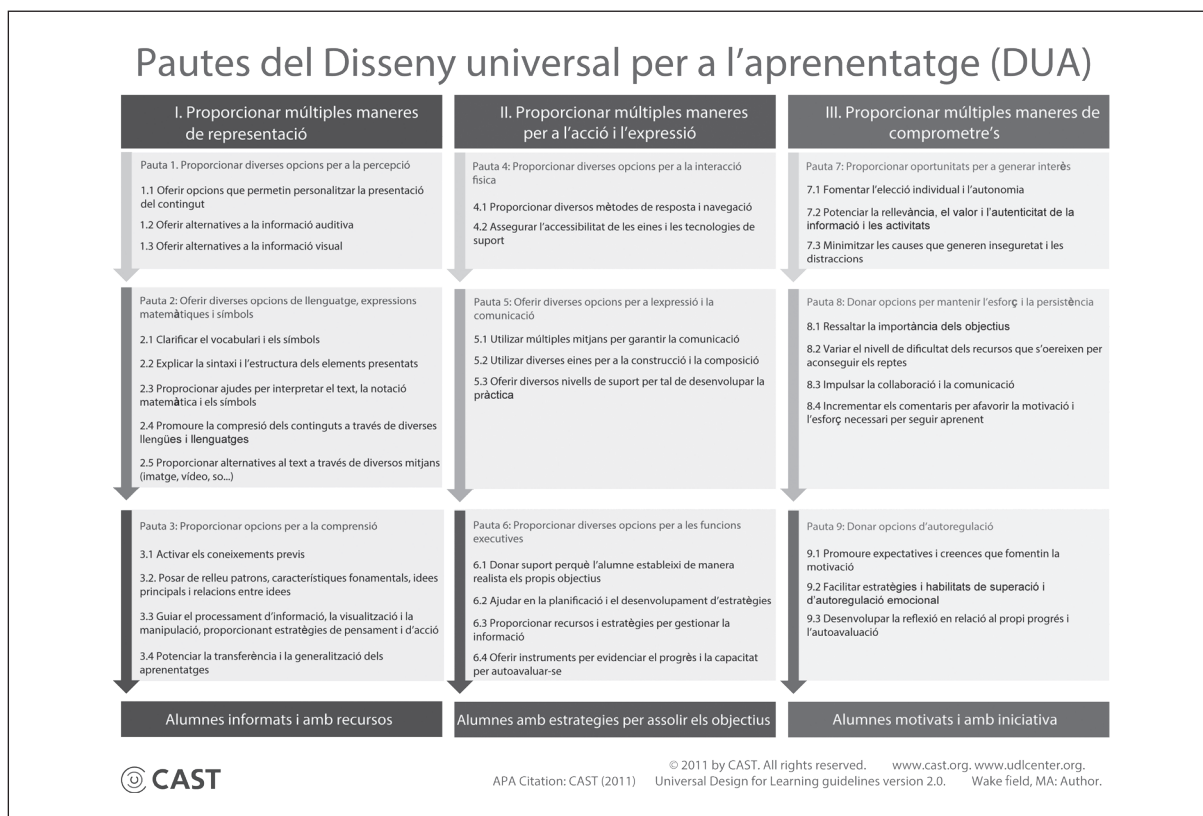 Pautes del Disseny universal per a l'aprenentatge (DUA)
I. Proporcionar múltiples maneres
de representació
Pauta 1. Proporcionar diverses opcions per a la percepció
1.1 Oferir opcions que permetin personalitzar la presentació
del contingut
1.2 Oferir alternatives a la informació auditiva
1.3 Oferir alternatives a la informació visual
Pauta 2: Oferir diverses opcions de llenguatge, expressions
matemàtiques i símbols
2.1 Clarificar el vocabulari i els símbols
2.2 Explicar la sintaxi i l'estructura dels elements presentats
2.3 Proprocionar ajudes per interpretar el text, la notació
matemàtica i els símbols
2.4 Promoure la compresió dels continguts a través de diverses
llengües i llenguatges
2.5 Proporcionar alternatives al text a través de diversos mitjans
(imatge, vídeo, so...)
Pauta 3: Proporcionar opcions per a la comprensió
3.1 Activar els coneixements previs
3.2. Posar de relleu patrons, característiques fonamentals, idees
principals i relacions entre idees
3.3 Guiar el processament d'informació, la visualització i la
manipulació, proporcionant estratègies de pensament i d'acció
3.4 Potenciar la transferència i la generalització dels
aprenentatges
Alumnes informats i amb recursos
II. Proporcionar múltiples maneres
per a l'acció i l'expressió
Pauta 4: Proporcionar diverses opcions per a la interacció
física
4.1 Proporcionar diversos mètodes de resposta i navegació
4.2 Assegurar l'accessibilitat de les eines i les tecnologies de
suport
Pauta 5: Oferir diverses opcions per a lexpressió i la
comunicació
5.1 Utilizar múltiples mitjans per garantir la comunicació
5.2 Utilizar diverses eines per a la construcció i la composició
5.3 Oferir diversos nivells de suport per tal de desenvolupar la
pràctica
Pauta 6: Proporcionar diverses opcions per a les funcions
executives
6.1 Donar suport perquè l'alumne estableixi de manera
realista els propis objectius
6.2 Ajudar en la planificació i el desenvolupament d'estratègies
6.3 Proporcionar recursos i estratègies per gestionar la
informació
6.4 Oferir instruments per evidenciar el progrès i la capacitat
per autoavaluar-se
Alumnes amb estrategies per assolir els objectius
III. Proporcionar múltiples maneres de
comprometre's
Pauta 7: Proporcionar oportunitats per a generar interès
7.1 Fomentar l'elecció individual i l'autonomia
7.2 Potenciar la rellevància, el valor i l'autenticitat de la
informació i les activitats
7.3 Minimitzar les causes que generen inseguretat i les
distraccions
Pauta 8: Donar opcions per mantenir l'esforç i la persistència
8.1 Ressaltar la importància dels objectius
8.2 Variar el nivell de dificultat dels recursos que s'oereixen per
aconseguir els reptes
8.3 Impulsar la collaboració i la comunicació
8.4 Incrementar els comentaris per afavorir la motivació i
l'esforç necessari per seguir aprenent
Pauta 9: Donar opcions d'autoregulació
9.1 Promoure expectatives i creences que fomentin la
motivació
9.2 Facilitar estratègies i habilitats de superació i
d'autoregulació emocional
9.3 Desenvolupar la reflexió en relació al propi progrés i
l'autoavaluació
Alumnes motivats i amb iniciativa
CAST
© 2011 by CAST. All rights reserved. www.cast.org. www.udlcenter.org.
APA Citation: CAST (2011) Universal Design for Learning guidelines version 2.0. Wake field, MA: Author.